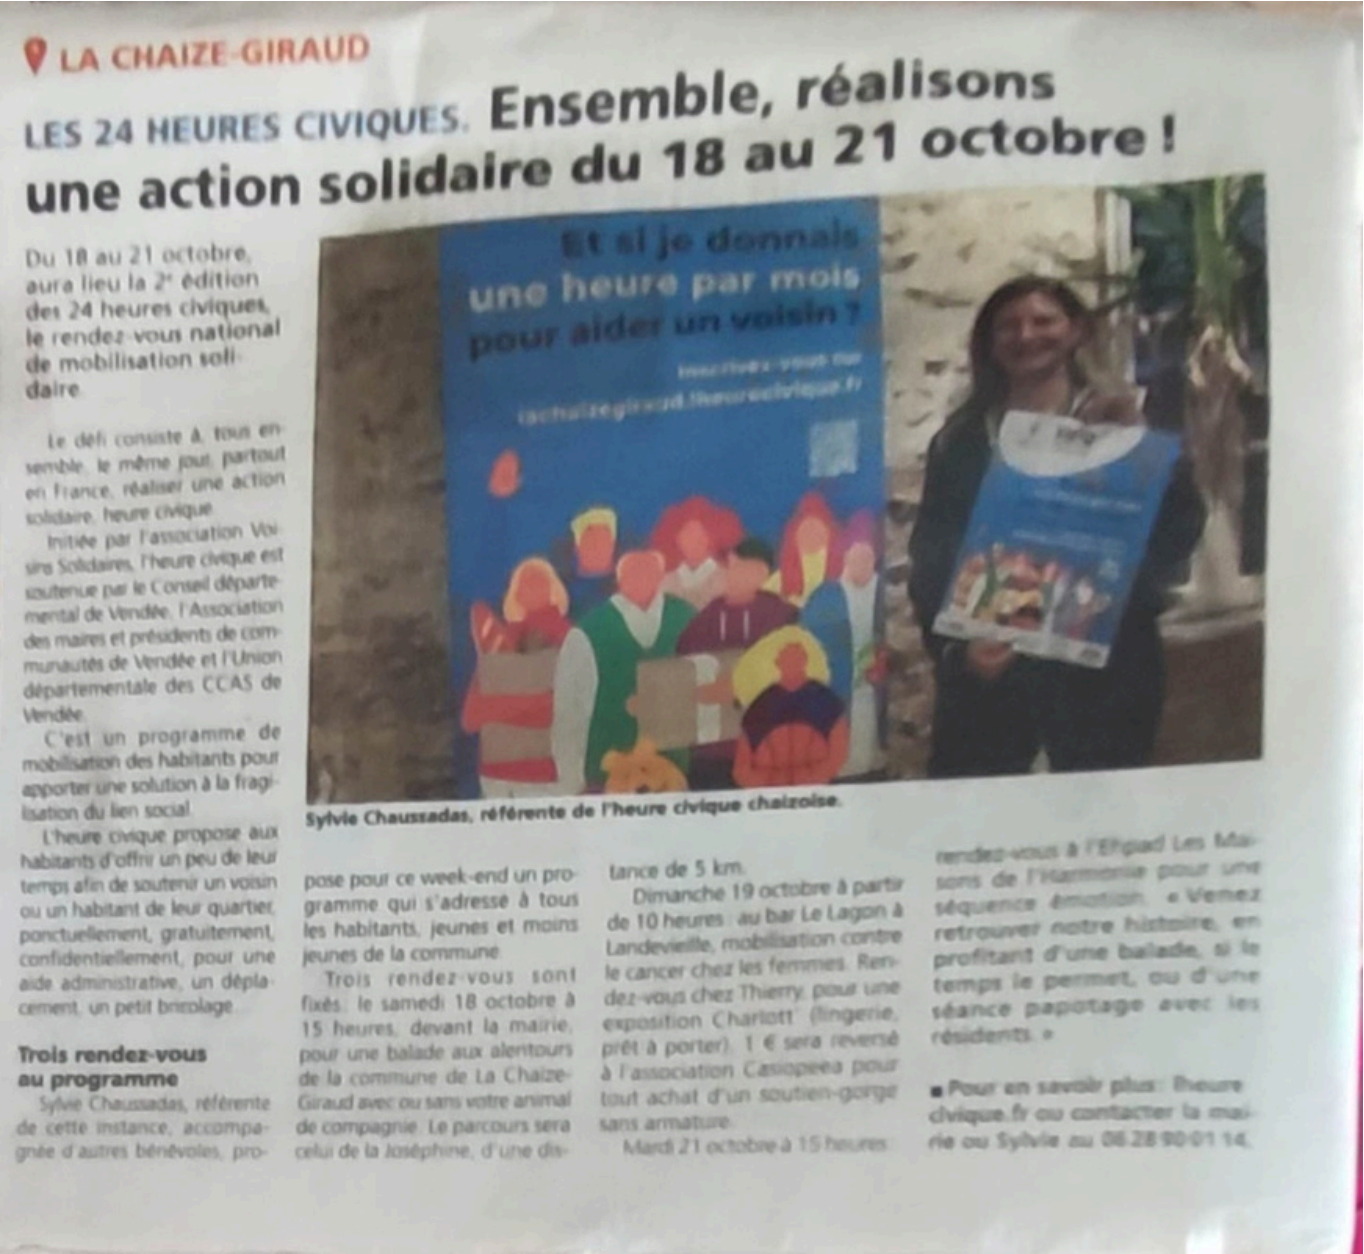 LA CHAIZE-GIRAUD
LES 24 HEURES CIVIQUES. Ensemble, réalisons
une action solidaire du 18 au 21 octobre !
Du 18 au 21 octobre,
aura lieu la 2e édition
des 24 heures civiques,
le rendez-vous national
de mobilisation soli-
daire.
Le défi consiste à, tous en-
semble, le même jour, partout
en France, réaliser une action
solidaire, heure civique.
Initiée par l'association Voi-
sins Solidaires, l'heure civique est
soutenue par le Conseil départe-
mental de Vendée, l'Association
des maires et présidents de com-
munautés de Vendée et l'Union
départementale des CCAS de
Vendée.
C'est un programme de
mobilisation des habitants pour
apporter une solution à la fragi-
lisation du lien social.
L'heure civique propose aux
habitants d'offrir un peu de leur
temps afin de soutenir un voisin
ou un habitant de leur quartier,
ponctuellement, gratuitement,
confidentiellement, pour une
aide administrative, un dépla-
cement, un petit bricolage.
Trois rendez-vous
au programme
Sylvie Chaussadas, référente
de cette instance, accompa-
gnée d'autres bénévoles, pro-
Et si je donnais
une heure par mois
pour aider un voisin ?
Inscrivez-vous sur
lachaizegiraud.lheurecivique.fr
Sylvie Chaussadas, référente de l'heure civique chaizoise.
pose pour ce week-end un pro-
gramme qui s'adresse à tous
les habitants, jeunes et moins
jeunes de la commune.
Trois rendez-vous sont
fixés : le samedi 18 octobre à
15 heures, devant la mairie,
pour une balade aux alentours
de la commune de La Chaize-
Giraud avec ou sans votre animal
de compagnie. Le parcours sera
celui de la Joséphine, d'une dis-
tance de 5 km.
Dimanche 19 octobre à partir
de 10 heures : au bar Le Lagon à
Landevieille, mobilisation contre
le cancer chez les femmes. Ren-
dez-vous chez Thierry, pour une
exposition Charlott' (lingerie,
prêt à porter). 1 € sera reversé
à l'association Casiopeea pour
tout achat d'un soutien-gorge
sans armature.
Mardi 21 octobre à 15 heures :
rendez-vous à l'Ehpad Les Mai-
sons de l'Harmonie pour une
séquence émotion. « Venez
retrouver notre histoire, en
profitant d'une balade, si le
temps le permet, ou d'une
séance papotage avec les
résidents. »
■ Pour en savoir plus : lheure
civique.fr ou contacter la mai-
rie ou Sylvie au 06 28 90 01 14.